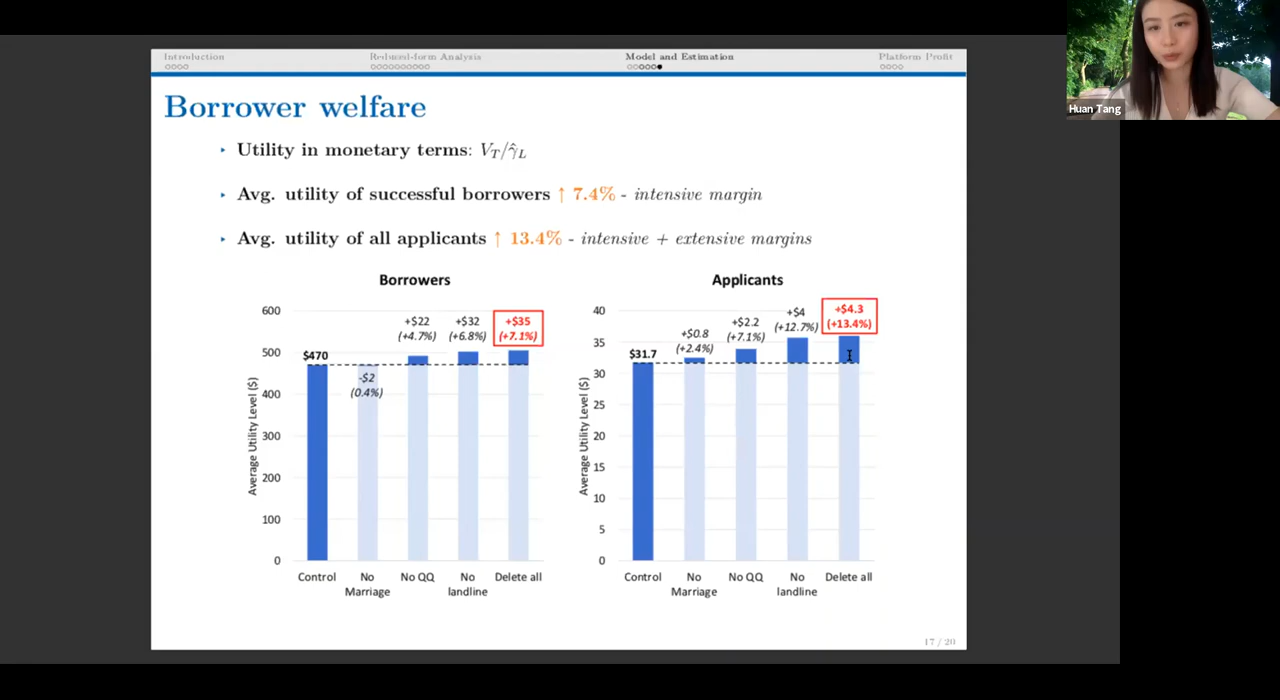 Introduction Reduced-form Analysis Model and Estimation Platform Profit
Huan Tang
Borrower welfare
Utility in monetary terms: V_T/γ̂_L
Avg. utility of successful borrowers ↑ 7.4% - intensive margin
Avg. utility of all applicants ↑ 13.4% - intensive + extensive margins
Borrowers
Average Utility Level ($)
600
500
400
300
200
100
0
$470
-$2
(0.4%)
+$22
(+4.7%)
+$32
(+6.8%)
+$35
(+7.1%)
Control
No
Marriage
No QQ
No
landline
Delete all
Applicants
Average Utility Level ($)
40
35
30
25
20
15
10
5
0
$31.7
+$0.8
(+2.4%)
+$2.2
(+7.1%)
+$4
(+12.7%)
+$4.3
(+13.4%)
Control
No
Marriage
No QQ
No
landline
Delete all
17 / 20